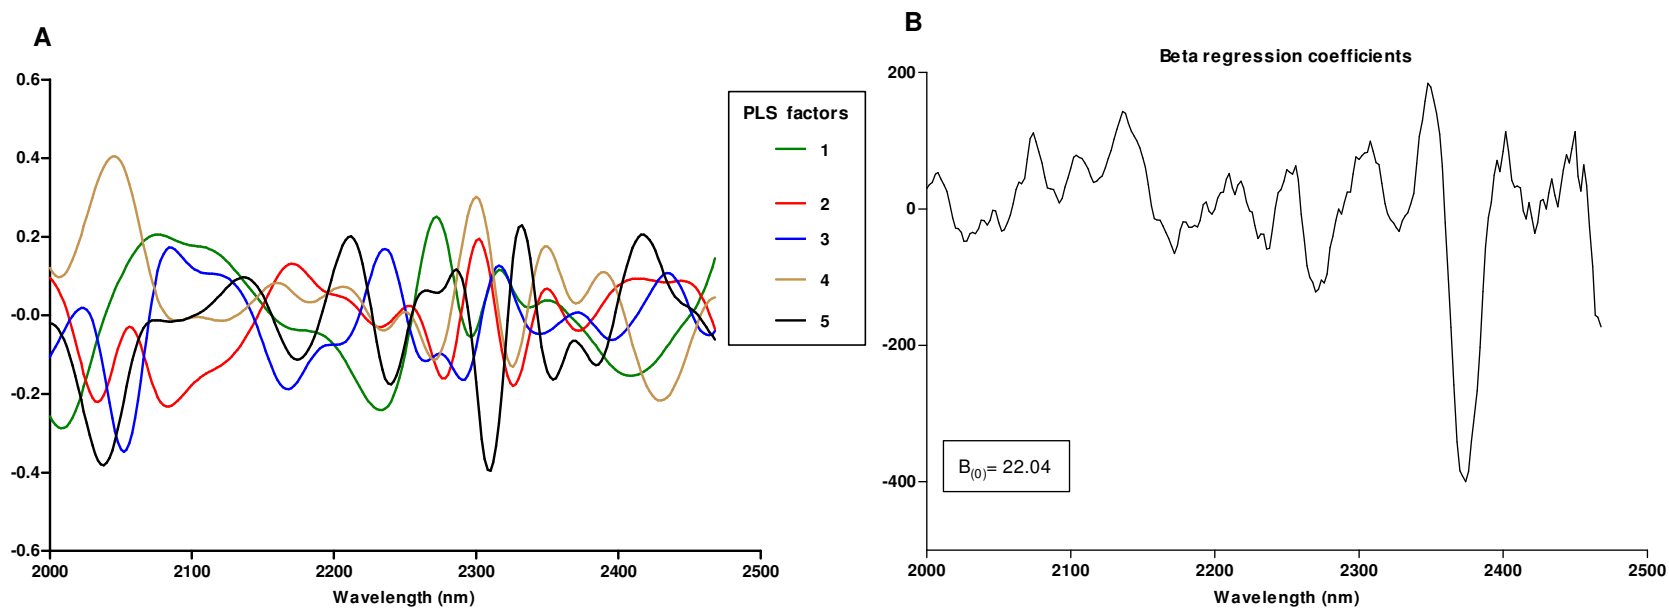 A
0.6
0.4
0.2
-0.0
-0.2
-0.4
-0.6
2000 2100 2200 2300 2400 2500
Wavelength (nm)
PLS factors
1
2
3
4
5
B
Beta regression coefficients
200
0
-200
-400
B(0)= 22.04
2000 2100 2200 2300 2400 2500
Wavelength (nm)